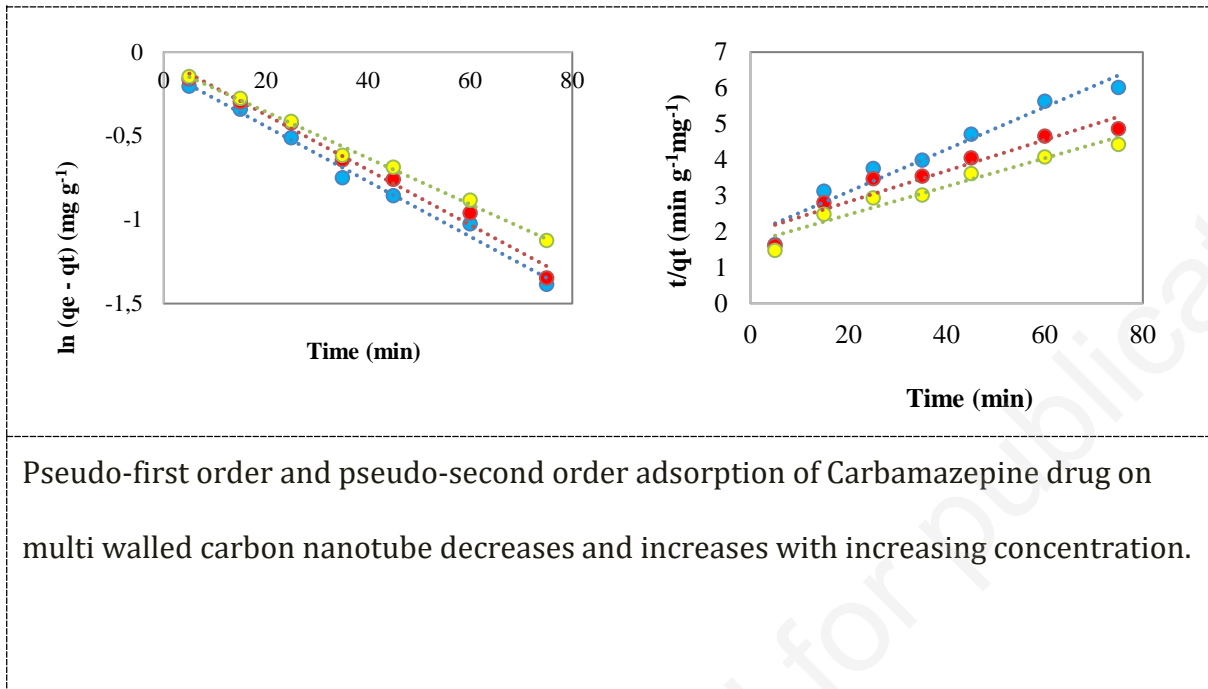 0
0 20 40 60 80
-0,5
-1
-1,5
ln (qe - qt) (mg g-1)
Time (min)
7
6
5
4
3
2
1
0
0 20 40 60 80
t/qt (min g-1mg-1)
Time (min)
Pseudo-first order and pseudo-second order adsorption of Carbamazepine drug on
multi walled carbon nanotube decreases and increases with increasing concentration.
for publicat